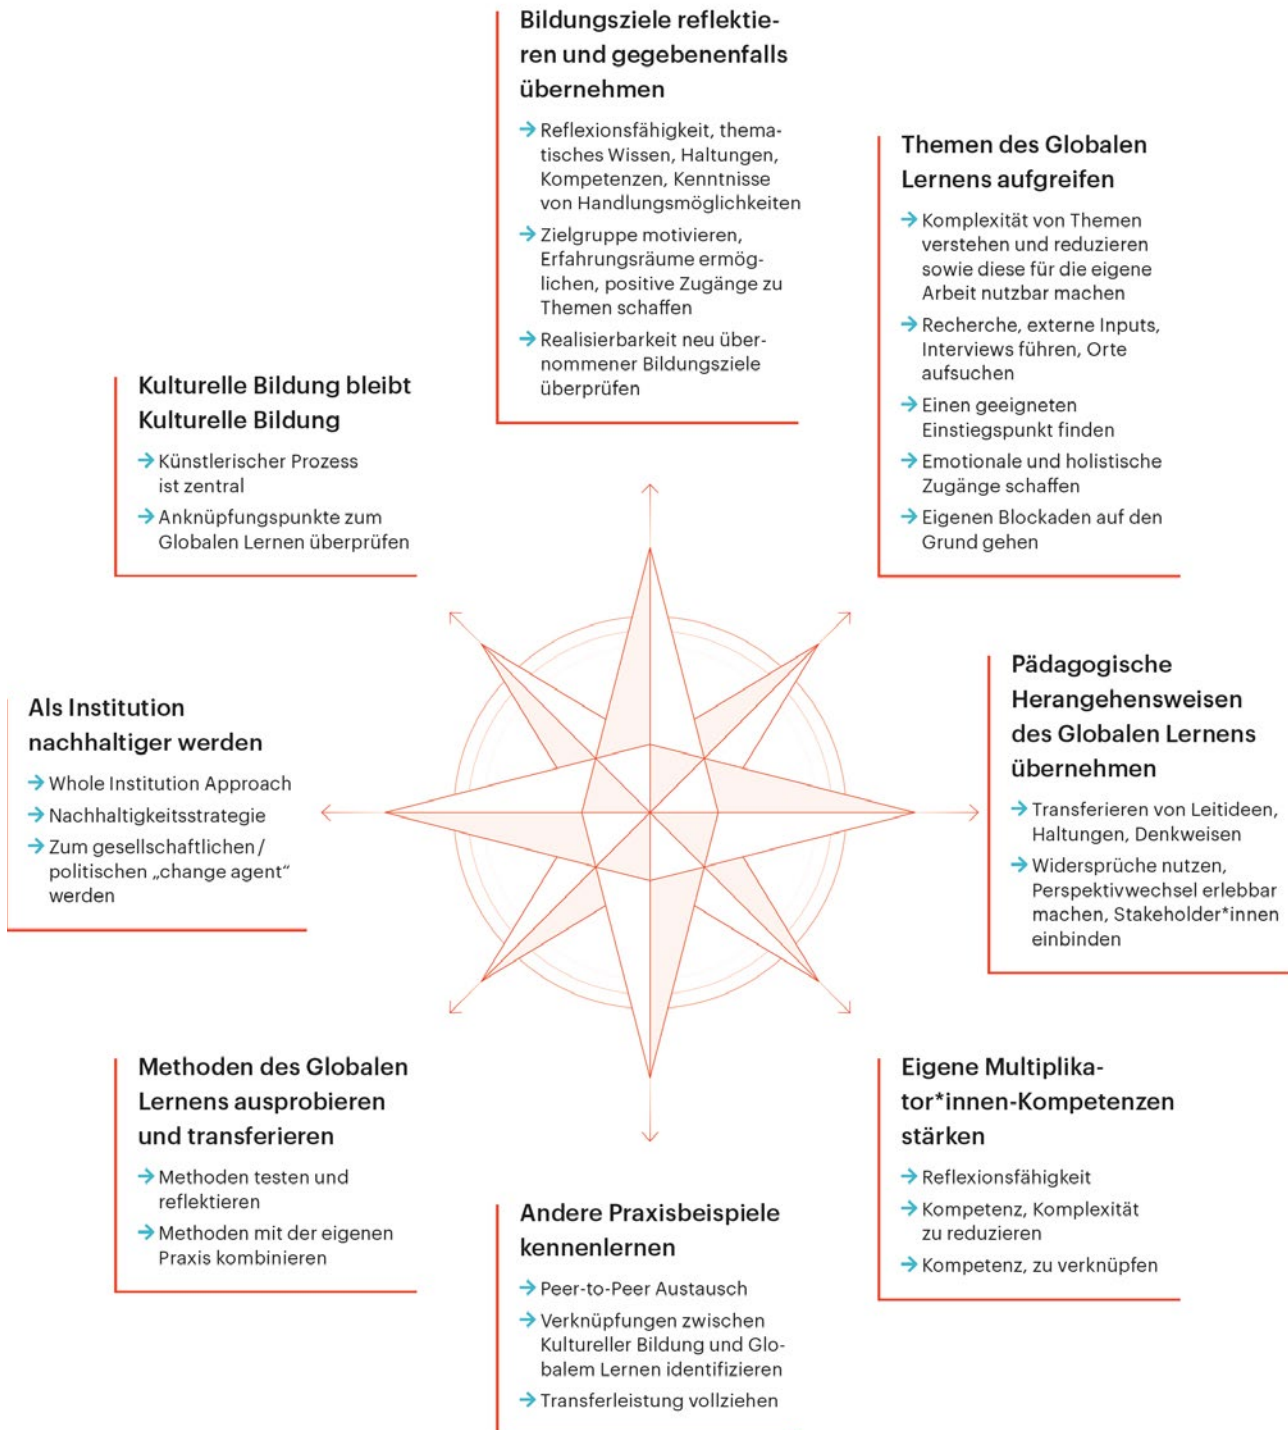 Bildungsziele reflektie-
ren und gegebenenfalls
übernehmen
→ Reflexionsfähigkeit, thema-
tisches Wissen, Haltungen,
Kompetenzen, Kenntnisse
von Handlungsmöglichkeiten
→ Zielgruppe motivieren,
Erfahrungsräume ermög-
lichen, positive Zugänge zu
Themen schaffen
→ Realisierbarkeit neu über-
nommener Bildungsziele
überprüfen
Themen des Globalen
Lernens aufgreifen
→ Komplexität von Themen
verstehen und reduzieren
sowie diese für die eigene
Arbeit nutzbar machen
→ Recherche, externe Inputs,
Interviews führen, Orte
aufsuchen
→ Einen geeigneten
Einstiegspunkt finden
→ Emotionale und holistische
Zugänge schaffen
→ Eigenen Blockaden auf den
Grund gehen
Pädagogische
Herangehensweisen
des Globalen Lernens
übernehmen
→ Transferieren von Leitideen,
Haltungen, Denkweisen
→ Widersprüche nutzen,
Perspektivwechsel erlebbar
machen, Stakeholder*innen
einbinden
Eigene Multiplika-
tor*innen-Kompetenzen
stärken
→ Reflexionsfähigkeit
→ Kompetenz, Komplexität
zu reduzieren
→ Kompetenz, zu verknüpfen
Andere Praxisbeispiele
kennenlernen
→ Peer-to-Peer Austausch
→ Verknüpfungen zwischen
Kultureller Bildung und Glo-
balem Lernen identifizieren
→ Transferleistung vollziehen
Methoden des Globalen
Lernens ausprobieren
und transferieren
→ Methoden testen und
reflektieren
→ Methoden mit der eigenen
Praxis kombinieren
Als Institution
nachhaltiger werden
→ Whole Institution Approach
→ Nachhaltigkeitsstrategie
→ Zum gesellschaftlichen/
politischen „change agent“
werden
Kulturelle Bildung bleibt
Kulturelle Bildung
→ Künstlerischer Prozess
ist zentral
→ Anknüpfungspunkte zum
Globalen Lernen überprüfen